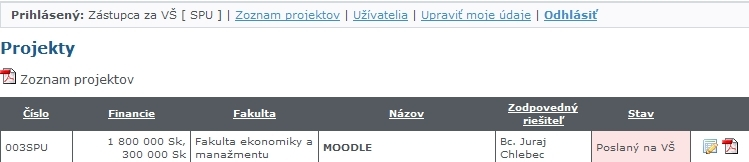 Prihlásený: Zástupca za VŠ [ SPU ] | Zoznam projektov | Užívatelia | Upraviť moje údaje | Odhlásiť
Projekty
Zoznam projektov
Číslo Financie Fakulta Názov Zodpovedný riešiteľ Stav
003SPU 1 800 000 Sk, 300 000 Sk Fakulta ekonomiky a manažmentu MOODLE Bc. Juraj Chlebec Poslaný na VŠ